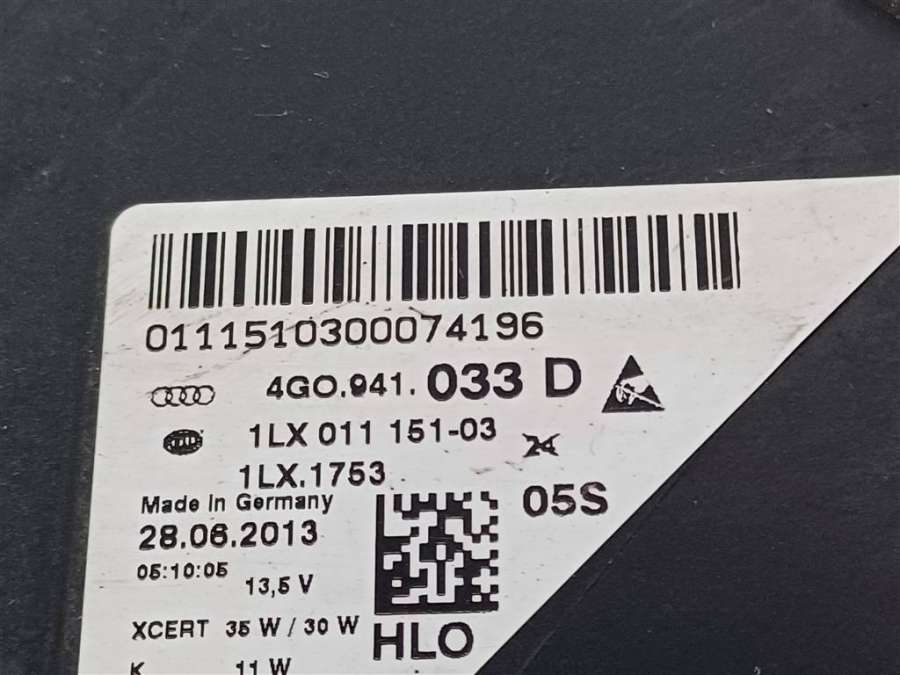 0111510300074196
4G0.941. 033 D
1LX 011 151-03
24
1LX.1753
05S
Made in Germany
28.06.2013
05:10:05
13,5 V
XCERT 35 W / 30 W
HLO
K 11 W